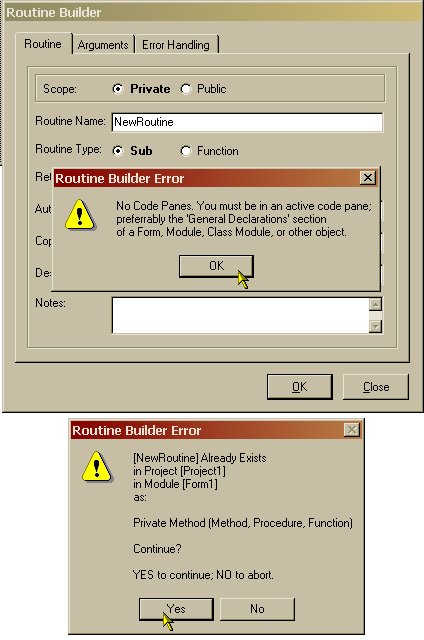 Routine Builder
Routine
Arguments
Error Handling
Scope:
Private
Public
Routine Name:
NewRoutine
Routine Type:
Sub
Function
Ret
Routine Builder Error
No Code Panes. You must be in an active code pane;
preferrably the 'General Declarations' section
of a Form, Module, Class Module, or other object.
Aut
Cop
OK
Des
Notes:
OK
Close
Routine Builder Error
[NewRoutine] Already Exists
in Project [Project1]
in Module [Form1]
as:
Private Method (Method, Procedure, Function)
Continue?
YES to continue; NO to abort.
Yes
No